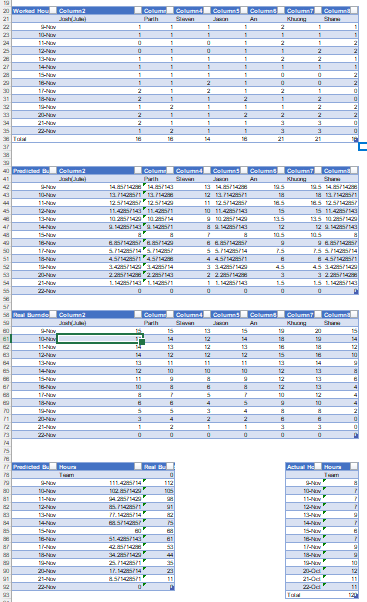 20 Worked Hou Column2 Column Column4 Column5 Column6 Column7 Column8
21 Josh(Julie) Parth Steven Jason An Khuong Shane
22 9-Nov 1 1 1 1 2 1 1
23 10-Nov 1 1 1 1 1 1 1
24 11-Nov 0 1 0 1 2 1 2
25 12-Nov 0 1 0 1 1 2 2
26 13-Nov 1 1 1 1
27 14-Nov 1 1 1 1 1 1 1
28 15-Nov 1 1 1 1 0 0 2
29 16-Nov 1 1 1 1 2
30 17-Nov 2 1 2 1 2 1 0
31 18-Nov 2 1 1 2 1 2 0
32 19-Nov 1 2 1 1 2 2 2
33 20-Nov 2 1 1 2 2
34 21-Nov 2 1 2 1 3 3 0
35 22-Nov 1 2 1 1 3 3 0
36 Total 16 16 14 16 21 21
37
38
39
40 Predicted Bu Column2 Column Column4 Column5 Column6 Column7 Column8
41 Josh(Julie) Parth Steven Jason An Khuong Shane
42 9-Nov 14.85714286 14.857143 13 14.85714286 19.5 19.5 14.85714286
43 10-Nov 13.71428571 13.714286 12 13.71428571 18 18 13.71428571
44 11-Nov 12.57142857 12.571429 11 12.57142857 16.5 16.5 12.57142857
45 12-Nov 11.42857143 11.428571 10 11.42857143 15 15 11.42857143
46 13-Nov 10.28571429 10.285714 9 10.28571429 13.5 13.5 10.28571429
47 14-Nov 9.142857143 9.1428571 8 9.142857143 12 12 9.142857143
48 15-Nov 8 8 7 8 10.5 10.5 8
49 16-Nov 6.857142857 6.8571429 6 6.857142857 9 9 6.857142857
50 17-Nov 5.714285714 5.7142857 5 5.714285714 7.5 7.5 5.714285714
51 18-Nov 4.571428571 4.5714286 4 4.571428571 6 6 4.571428571
52 19-Nov 3.428571429 3.4285714 3 3.428571429 4.5 4.5 3.428571429
53 20-Nov 2.285714286 2.2857143 2 2.285714286 3 3 2.285714286
54 21-Nov 1.142857143 1.1428571 1 1.142857143 1.5 1.5 1.142857143
55 22-Nov 0 0 0 0 0 0 0
56
57
58 Real Burndo Column2 Column Column4 Column5 Column6 Column7 Column8
59 Josh(Julie) Parth Steven Jason An Khuong Shane
60 9-Nov 15 15 13 15 19 20 15
61 10-Nov 14 12 14 18 19 14
62 11-Nov 14 13 12 13 16 18 12
63 12-Nov 14 12 12 12 15 16 10
64 13-Nov 13 11 11 11 13 14 9
65 14-Nov 12 10 10 10 12 13 8
66 15-Nov 11 9 8 9 12 13 6
67 16-Nov 10 8 6 8 12 13 4
68 17-Nov 8 7 5 7 10 12 4
69 18-Nov 6 6 4 5 9 10 4
70 19-Nov 5 5 3 4 8 8 2
71 20-Nov 3 4 2 2 6 6 0
72 21-Nov 1 2 1 1 3 3 0
73 22-Nov 0 0 0 0 0 0
77 Predicted Bu Hours Real Bu Actual Ho Hours
78 Team 0 Team
79 9-Nov 111.4285714 112 9-Nov 8
80 10-Nov 102.8571429 105 10-Nov 7
81 11-Nov 94.28571429 98 11-Nov 7
82 12-Nov 85.71428571 91 12-Nov 7
83 13-Nov 77.14285714 82 13-Nov 9
84 14-Nov 68.57142857 75 14-Nov 7
85 15-Nov 60 68 15-Nov 6
86 16-Nov 51.42857143 61 16-Nov 7
87 17-Nov 42.85714286 53 17-Nov 9
88 18-Nov 34.28571429 44 18-Nov 9
89 19-Nov 25.71428571 35 19-Nov 10
90 20-Nov 17.14285714 23 20-Oct 12
91 21-Nov 8.571428571 11 21-Oct 11
92 22-Nov 0 22-Oct 11
93 Total 120